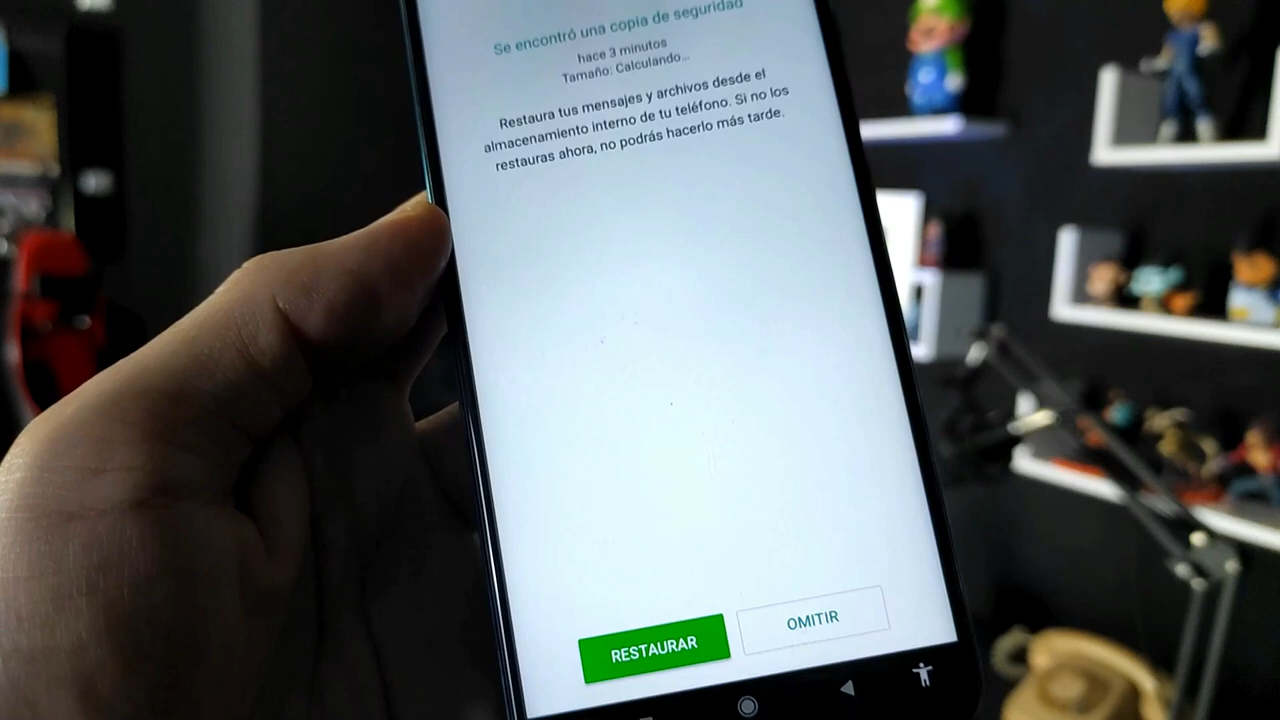 Se encontró una copia de seguridad
hace 3 minutos
Tamaño: Calculando...
Restaura tus mensajes y archivos desde el
almacenamiento interno de tu teléfono. Si no los
restauras ahora, no podrás hacerlo más tarde.
RESTAURAR
OMITIR